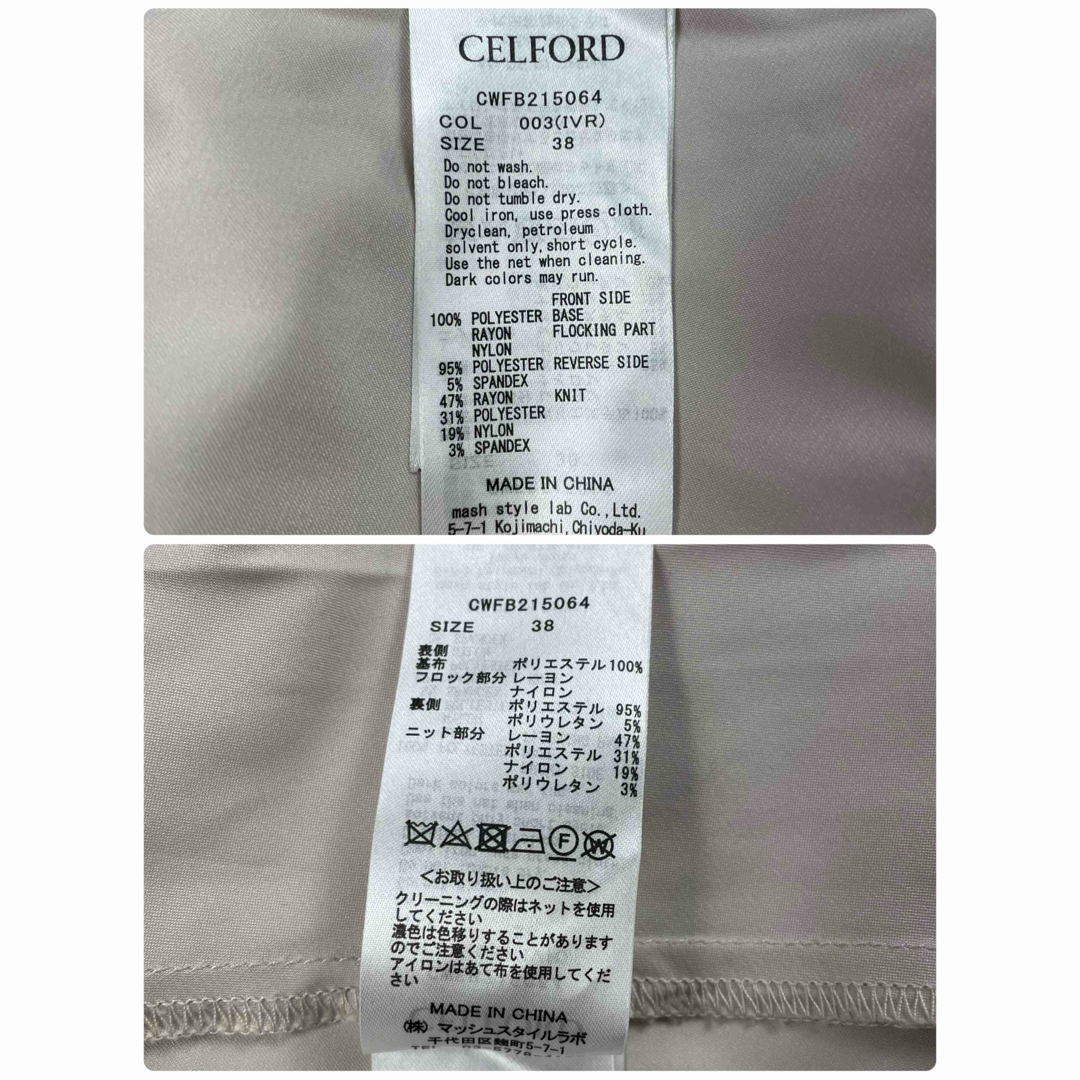 CELFORD
CWFB215064
COL 003(IVR)
SIZE 38
Do not wash.
Do not bleach.
Do not tumble dry.
Cool iron, use press cloth.
Dryclean, petroleum
solvent only,short cycle.
Use the net when cleaning.
Dark colors may run.
FRONT SIDE
100% POLYESTER BASE
RAYON FLOCKING PART
NYLON
95% POLYESTER REVERSE SIDE
5% SPANDEX
47% RAYON KNIT
31% POLYESTER
19% NYLON
3% SPANDEX
MADE IN CHINA
mash style lab Co.,Ltd.
5-7-1 Kojimachi,Chiyoda-Ku
CWFB215064
SIZE 38
表側
基布 ポリエステル100%
フロック部分 レーヨン
ナイロン
裏側 ポリエステル 95%
ポリウレタン 5%
ニット部分 レーヨン 47%
ポリエステル 31%
ナイロン 19%
ポリウレタン 3%
F W
<お取り扱い上のご注意>
クリーニングの際はネットを使用
してください
濃色は色移りすることがあります
のでご注意ください
アイロンはあて布を使用してくだ
さい
MADE IN CHINA
(株)マッシュスタイルラボ
千代田区麹町5-7-1